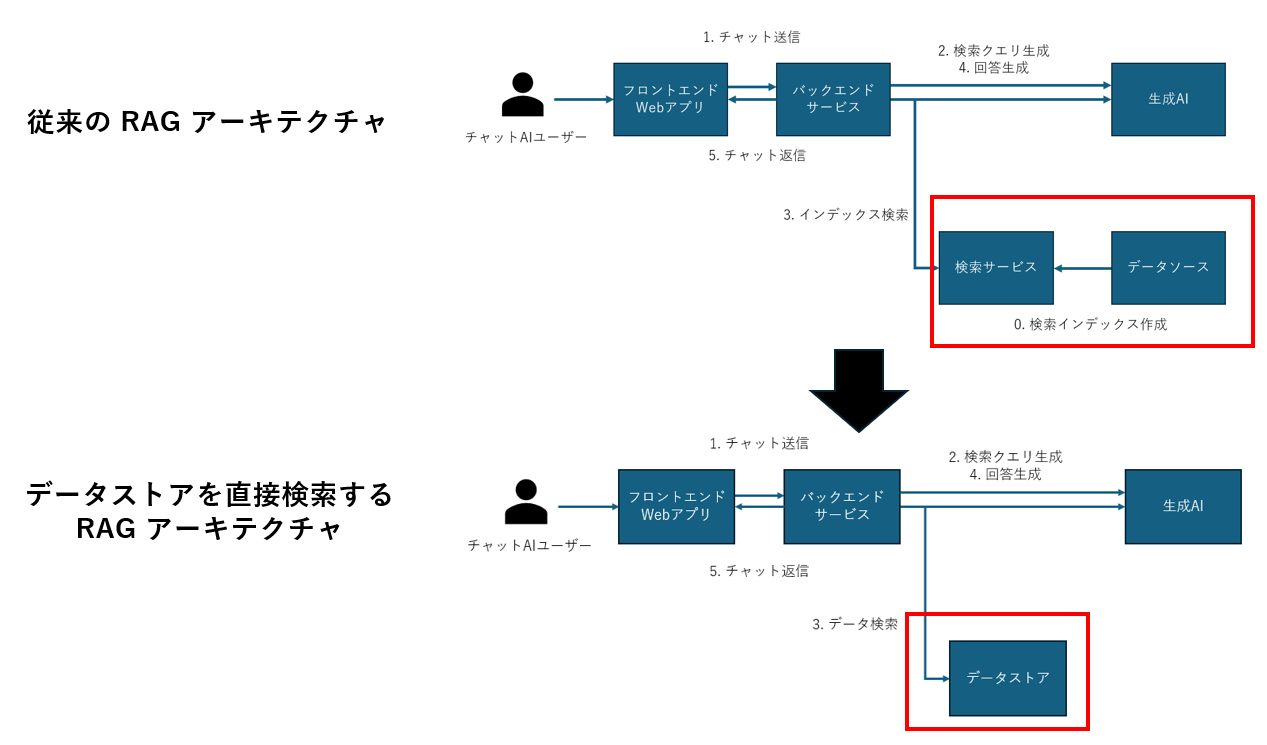 従来の RAG アーキテクチャ
1. チャット送信
2. 検索クエリ生成
4. 回答生成
フロントエンド
Webアプリ
バックエンド
サービス
生成AI
チャットAIユーザー
5. チャット返信
3. インデックス検索
検索サービス
データソース
0. 検索インデックス作成
データストアを直接検索する
RAG アーキテクチャ
1. チャット送信
2. 検索クエリ生成
4. 回答生成
フロントエンド
Webアプリ
バックエンド
サービス
生成AI
チャットAIユーザー
5. チャット返信
3. データ検索
データストア